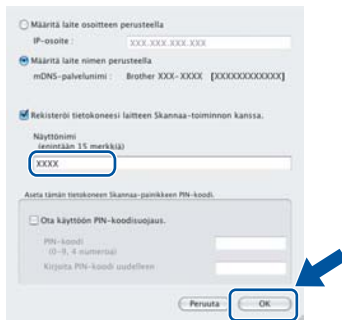 Määritä laite osoitteen perusteella
IP-osoite : XXX.XXX.XXX.XXX
Määritä laite nimen perusteella
mDNS-palvelunimi : Brother XXX-XXXX [XXXXXXXXXXXX]
Rekisteröi tietokoneesi laitteen Skannaa-toiminnon kanssa.
Näyttönimi
(enintään 15 merkkiä)
XXXX
Aseta tämän tietokoneen Skannaa-painikkeen PIN-koodi.
Ota käyttöön PIN-koodisuojaus.
PIN-koodi
(0-9, 4 numeroa)
Kirjoita PIN-koodi uudelleen
Peruuta OK